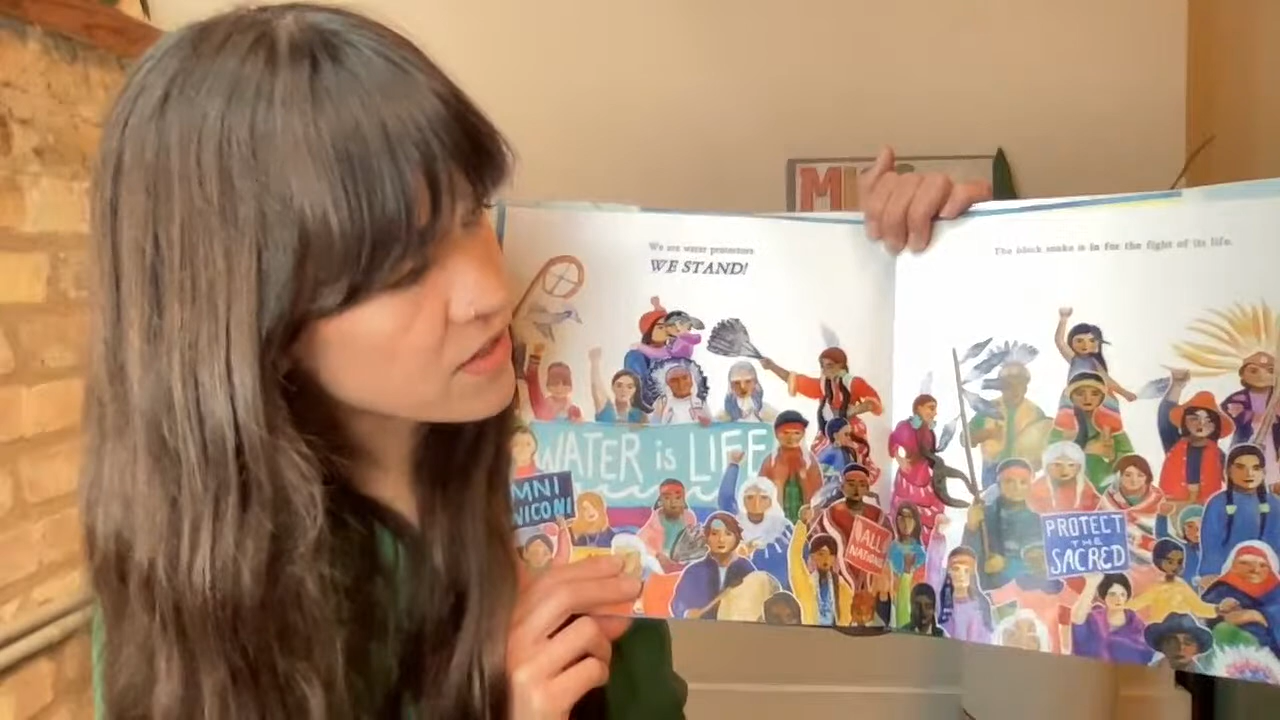 We are water protectors.
WE STAND!
WATER is LIFE
MNI
WICONI
ALL
NATIONS
The black snake is in for the fight of its life.
PROTECT
THE
SACRED